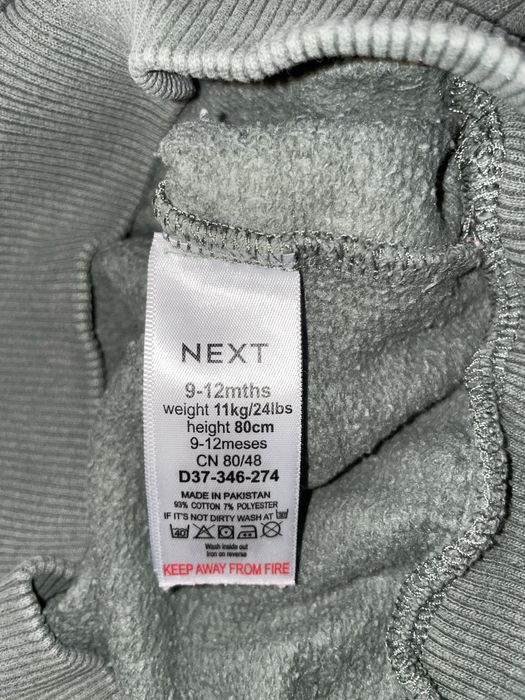 NEXT
9-12mths
weight 11kg/24lbs
height 80cm
9-12meses
CN 80/48
D37-346-274
MADE IN PAKISTAN
93% COTTON 7% POLYESTER
IF IT'S NOT DIRTY WASH AT 30
40
Wash inside out
Iron on reverse
KEEP AWAY FROM FIRE